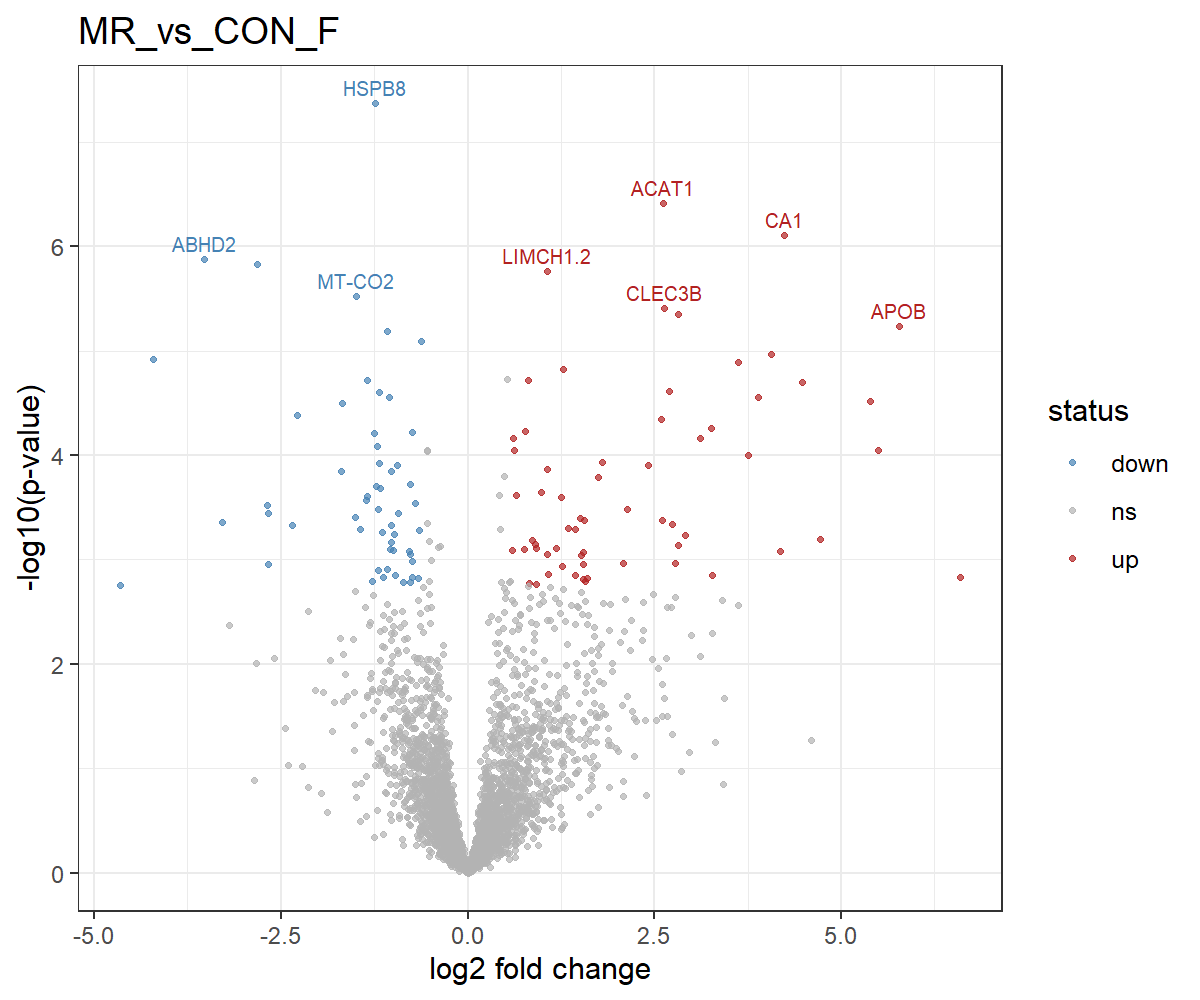 MR_vs_CON_F
HSPB8
ACAT1
CA1
ABHD2
LIMCH1.2
MT-CO2
CLEC3B
APOB
-log10(p-value)
6
4
2
0
-5.0
-2.5
0.0
2.5
5.0
log2 fold change
status
down
ns
up